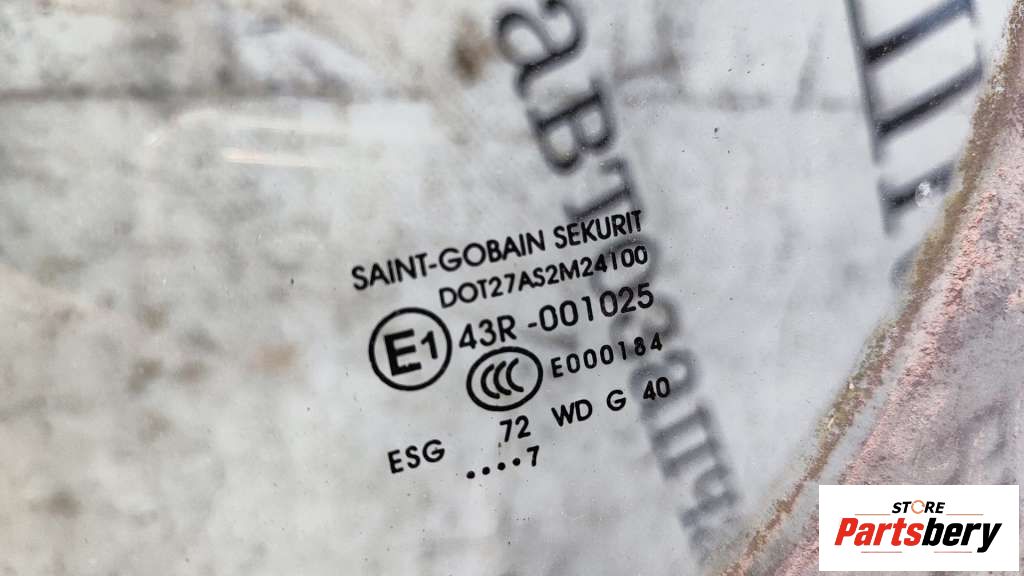 SAINT-GOBAIN SEKURIT
DOT27AS2M24100
E1 43R -001025
CCC E000184
ESG 72 WD G 40
....7
STORE
Partsbery